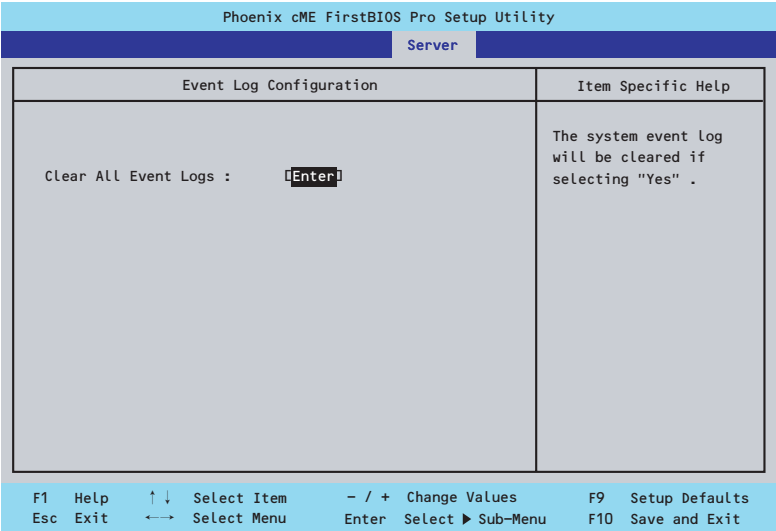 Phoenix cME FirstBIOS Pro Setup Utility
Server
Event Log Configuration
Item Specific Help
Clear All Event Logs : [Enter]
The system event log
will be cleared if
selecting "Yes" .
F1 Help ↑↓ Select Item - / + Change Values F9 Setup Defaults
Esc Exit ←→ Select Menu Enter Select ▶ Sub-Menu F10 Save and Exit